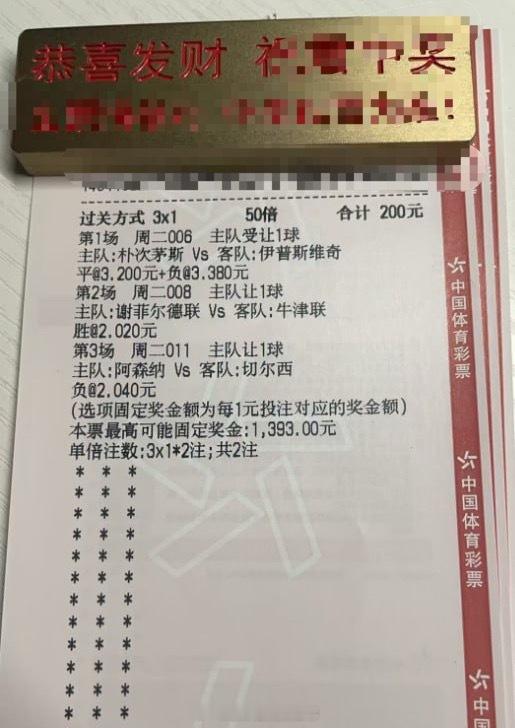 恭喜发财
过关方式 3x1 50倍 合计 200元
第1场 周二006 主队受让1球
主队:朴次茅斯 Vs 客队:伊普斯维奇
平@3.200元+负@3.380元
第2场 周二008 主队让1球
主队:谢菲尔德联 Vs 客队:牛津联
胜@2.020元
第3场 周二011 主队让1球
主队:阿森纳 Vs 客队:切尔西
负@2.040元
(选项固定奖金额为每1元投注对应的奖金额)
本票最高可能固定奖金:1,393.00元
单倍注数:3x1*2注;共2注
* * *
* * *
* * *
* * *
* * *
* * *
* * *
* * *
* * *
* * *
* * *
* * *
中国体育彩票
中国体育彩票
中国